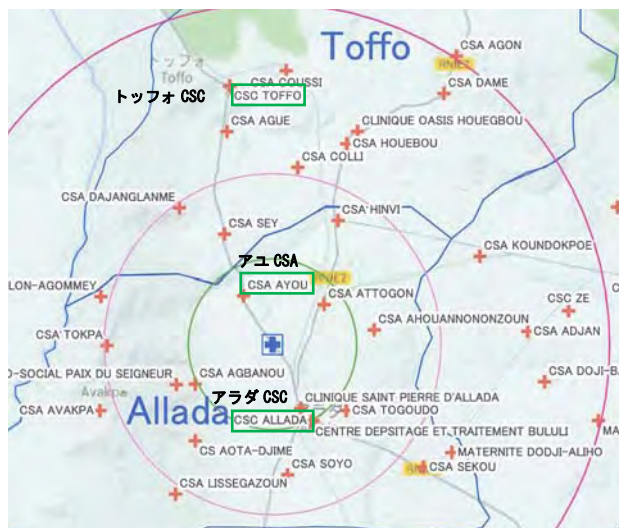 Toffo
CSA AGON
RNIE2
トッフォ
Toffo
CSA COUSSI
CSA DAME
トッフォ CSC
CSC TOFFO
CSA AGUE
CLINIQUE OASIS HOUEGBOU
CSA HOUEBOU
CSA COLLI
CSA DAJANGLANME
CSA HINVI
CSA SEY
CSA KOUNDOKPOE
アユ CSA
CSA AYOU
LON-AGOMMEY
CSA ATTOGON
CSC ZE
CSA AHOUANNONONZOUN
CSA ADJAN
CSA TOKPA
O-SOCIAL PAIX DU SEIGNEUR
CSA AGBANOU
CSA DOJI-BA
Avakpa
アラダ CSC
CLINIQUE SAINT PIERRE D'ALLADA
CSA AVAKPA
Allada
CSC ALLADA
CSA TOGOUDO
CENTRE DEPSITAGE ET TRAITEMENT BULULI
MA
CS AOTA-DJIME
MATERNITE DODJI-ALIHO
CSA SOYO
CSA SEKOU
CSA LISSEGAZOUN